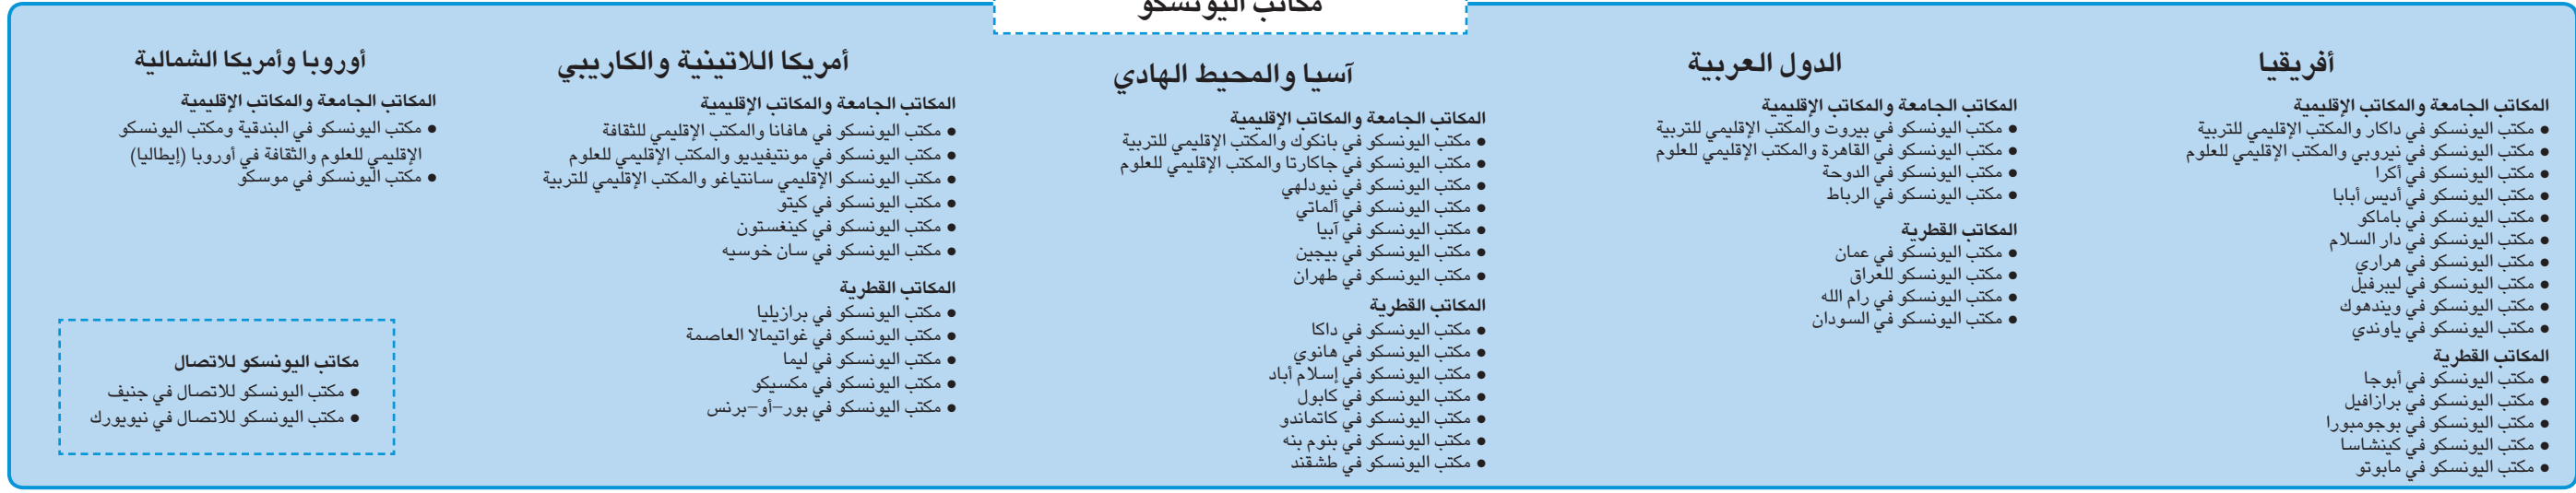 مكاتب اليونسكو
أفريقيا
المكاتب الجامعة والمكاتب الإقليمية
● مكتب اليونسكو في داكار والمكتب الإقليمي للتربية
● مكتب اليونسكو في نيروبي والمكتب الإقليمي للعلوم
● مكتب اليونسكو في أكرا
● مكتب اليونسكو في أديس أبابا
● مكتب اليونسكو في باماكو
● مكتب اليونسكو في دار السلام
● مكتب اليونسكو في هراري
● مكتب اليونسكو في ليبرفيل
● مكتب اليونسكو في ويندهوك
● مكتب اليونسكو في ياوندي
المكاتب القطرية
● مكتب اليونسكو في أبوجا
● مكتب اليونسكو في برازافيل
● مكتب اليونسكو في بوجومبورا
● مكتب اليونسكو في كينشاسا
● مكتب اليونسكو في مابوتو
الدول العربية
المكاتب الجامعة والمكاتب الإقليمية
● مكتب اليونسكو في بيروت والمكتب الإقليمي للتربية
● مكتب اليونسكو في القاهرة والمكتب الإقليمي للعلوم
● مكتب اليونسكو في الدوحة
● مكتب اليونسكو في الرباط
المكاتب القطرية
● مكتب اليونسكو في عمان
● مكتب اليونسكو للعراق
● مكتب اليونسكو في رام الله
● مكتب اليونسكو في السودان
آسيا والمحيط الهادي
المكاتب الجامعة والمكاتب الإقليمية
● مكتب اليونسكو في بانكوك والمكتب الإقليمي للتربية
● مكتب اليونسكو في جاكارتا والمكتب الإقليمي للعلوم
● مكتب اليونسكو في نيودلهي
● مكتب اليونسكو في ألماتي
● مكتب اليونسكو في آبيا
● مكتب اليونسكو في بيجين
● مكتب اليونسكو في طهران
المكاتب القطرية
● مكتب اليونسكو في داكا
● مكتب اليونسكو في هانوي
● مكتب اليونسكو في إسلام أباد
● مكتب اليونسكو في كابول
● مكتب اليونسكو في كاتماندو
● مكتب اليونسكو في بنوم بنه
● مكتب اليونسكو في طشقند
أمريكا اللاتينية والكاريبي
المكاتب الجامعة والمكاتب الإقليمية
● مكتب اليونسكو في هافانا والمكتب الإقليمي للثقافة
● مكتب اليونسكو في مونتيفيديو والمكتب الإقليمي للعلوم
● مكتب اليونسكو الإقليمي سانتياغو والمكتب الإقليمي للتربية
● مكتب اليونسكو في كيتو
● مكتب اليونسكو في كينغستون
● مكتب اليونسكو في سان خوسيه
المكاتب القطرية
● مكتب اليونسكو في برازيليا
● مكتب اليونسكو في غواتيمالا العاصمة
● مكتب اليونسكو في ليما
● مكتب اليونسكو في مكسيكو
● مكتب اليونسكو في بور–أو–برنس
أوروبا وأمريكا الشمالية
المكاتب الجامعة والمكاتب الإقليمية
● مكتب اليونسكو في البندقية ومكتب اليونسكو
الإقليمي للعلوم والثقافة في أوروبا (إيطاليا)
● مكتب اليونسكو في موسكو
مكاتب اليونسكو للاتصال
● مكتب اليونسكو للاتصال في جنيف
● مكتب اليونسكو للاتصال في نيويورك